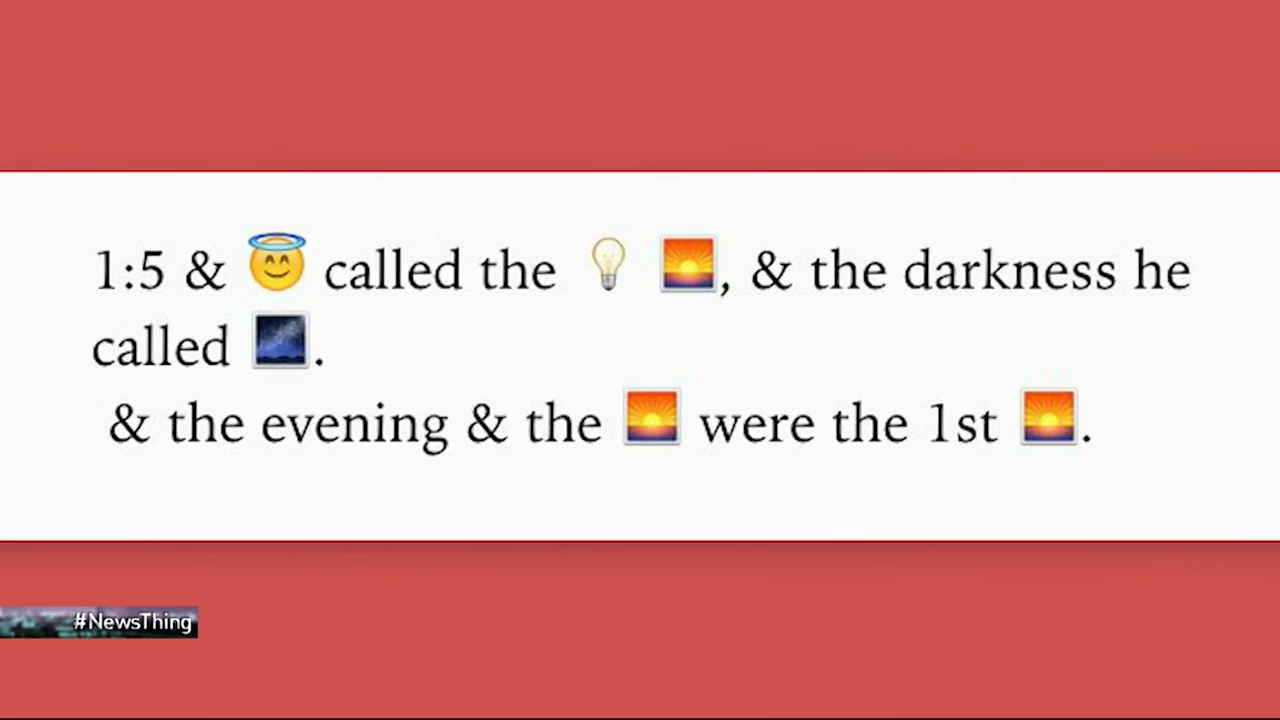 1:5 & 😇 called the 💡 🌅, & the darkness he
called 🌌.
& the evening & the 🌅 were the 1st 🌅.
#NewsThing